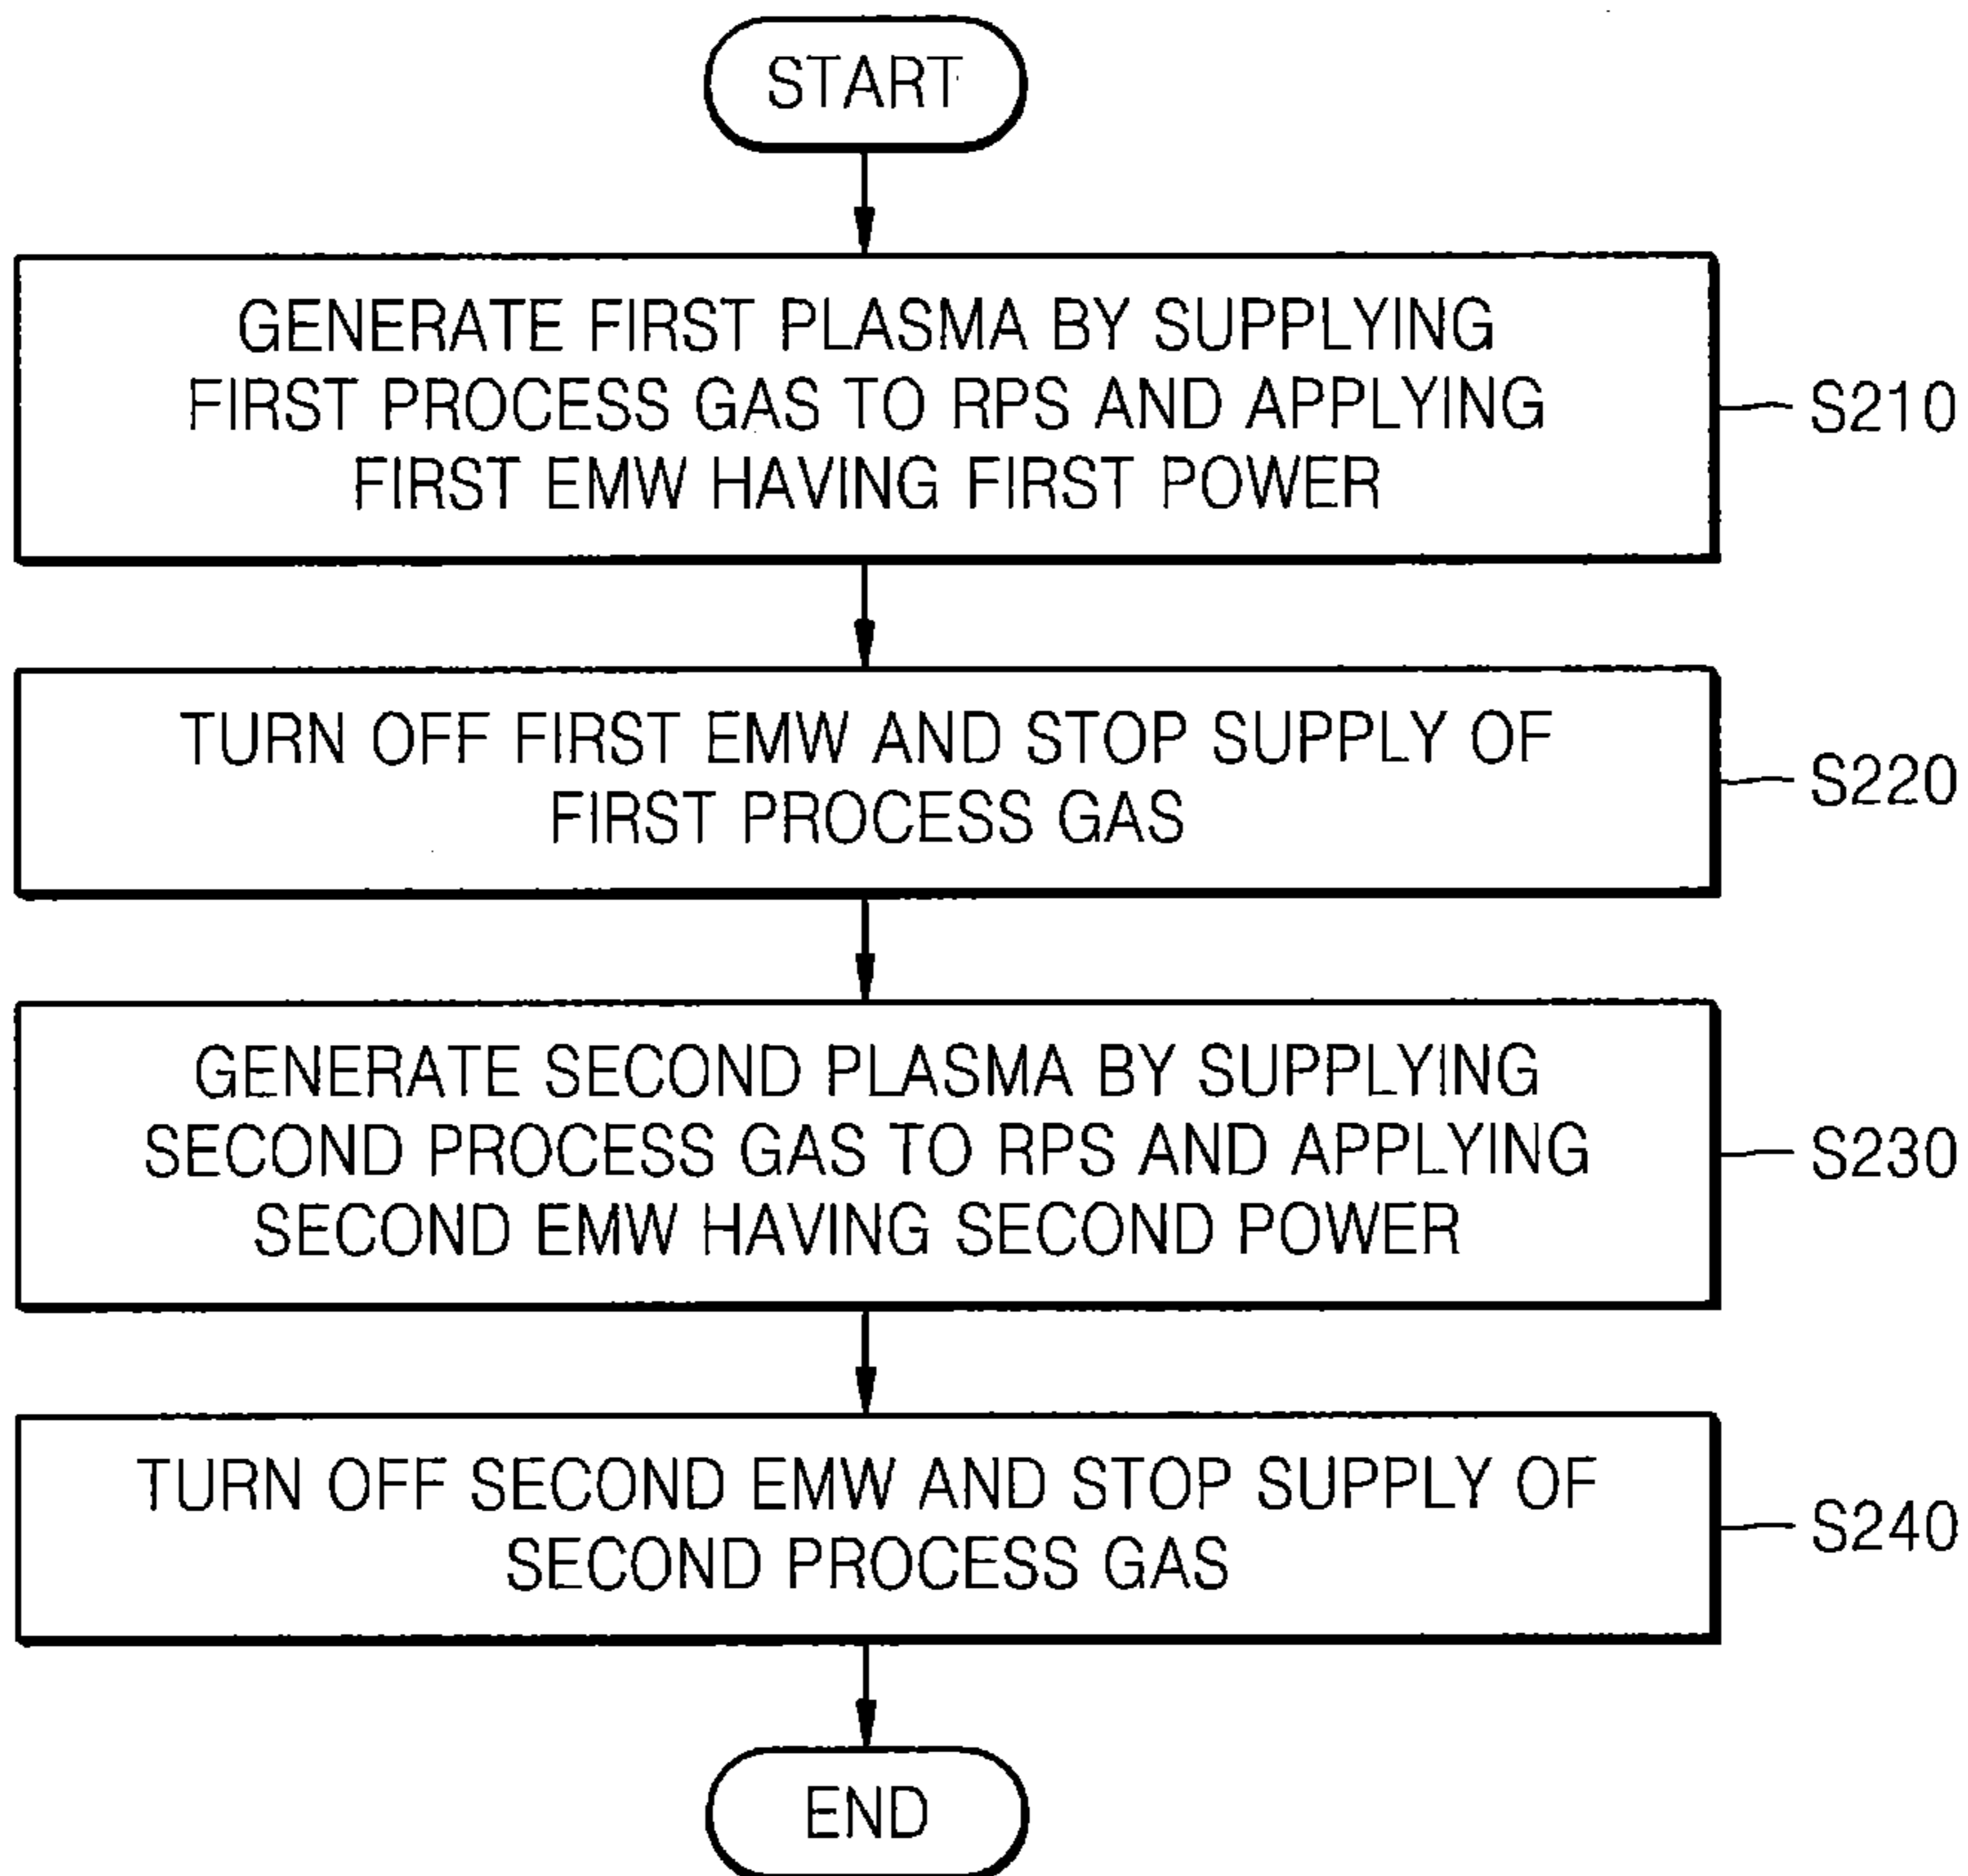 START
GENERATE FIRST PLASMA BY SUPPLYING
FIRST PROCESS GAS TO RPS AND APPLYING
FIRST EMW HAVING FIRST POWER
S210
TURN OFF FIRST EMW AND STOP SUPPLY OF
FIRST PROCESS GAS
S220
GENERATE SECOND PLASMA BY SUPPLYING
SECOND PROCESS GAS TO RPS AND APPLYING
SECOND EMW HAVING SECOND POWER
S230
TURN OFF SECOND EMW AND STOP SUPPLY OF
SECOND PROCESS GAS
S240
END